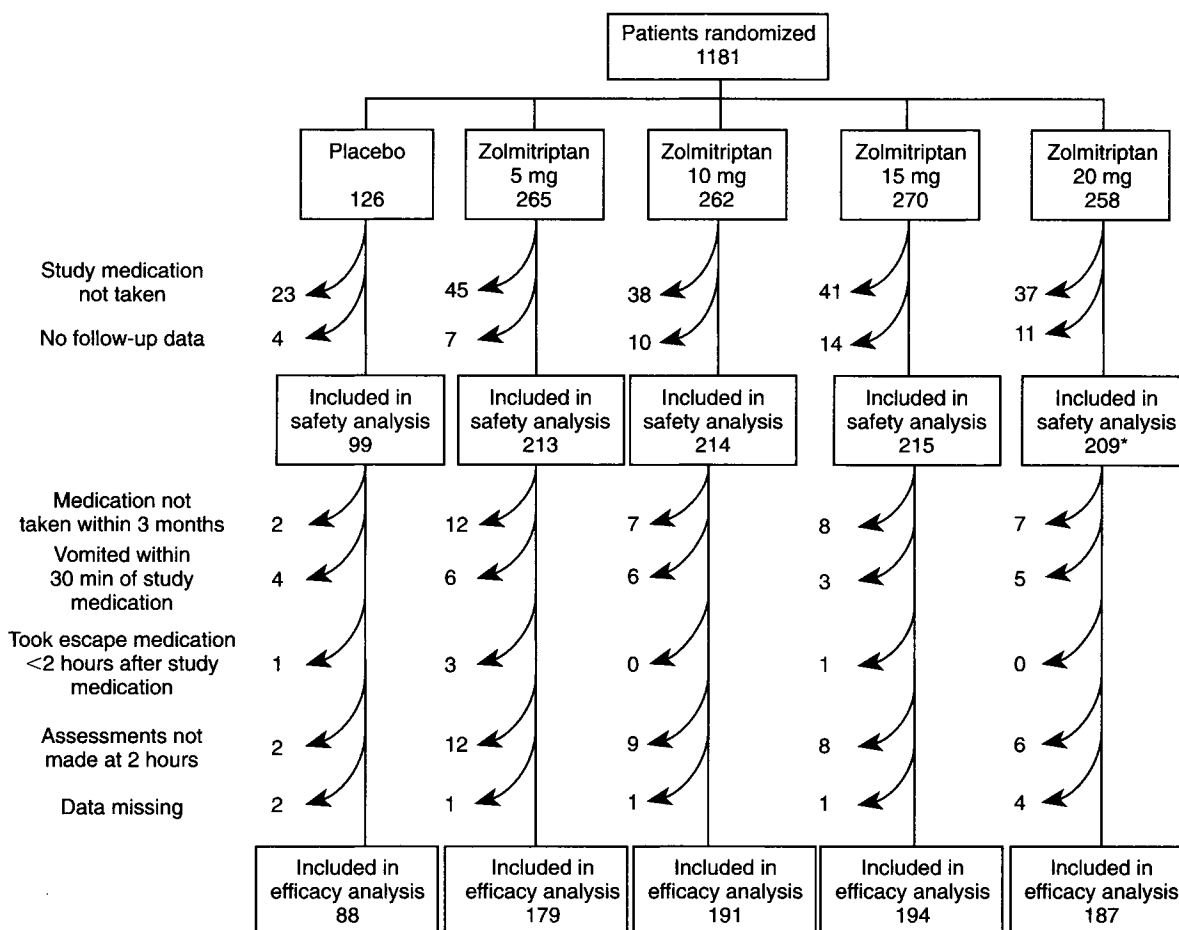 Patients randomized
1181
Placebo
126
Zolmitriptan
5 mg
265
Zolmitriptan
10 mg
262
Zolmitriptan
15 mg
270
Zolmitriptan
20 mg
258
Study medication
not taken
23
45
38
41
37
No follow-up data
4
7
10
14
11
Included in
safety analysis
99
Included in
safety analysis
213
Included in
safety analysis
214
Included in
safety analysis
215
Included in
safety analysis
209*
Medication not
taken within 3 months
2
12
7
8
7
Vomited within
30 min of study
medication
4
6
6
3
5
Took escape medication
<2 hours after study
medication
1
3
0
1
0
Assessments not
made at 2 hours
2
12
9
8
6
Data missing
2
1
1
1
4
Included in
efficacy analysis
88
Included in
efficacy analysis
179
Included in
efficacy analysis
191
Included in
efficacy analysis
194
Included in
efficacy analysis
187